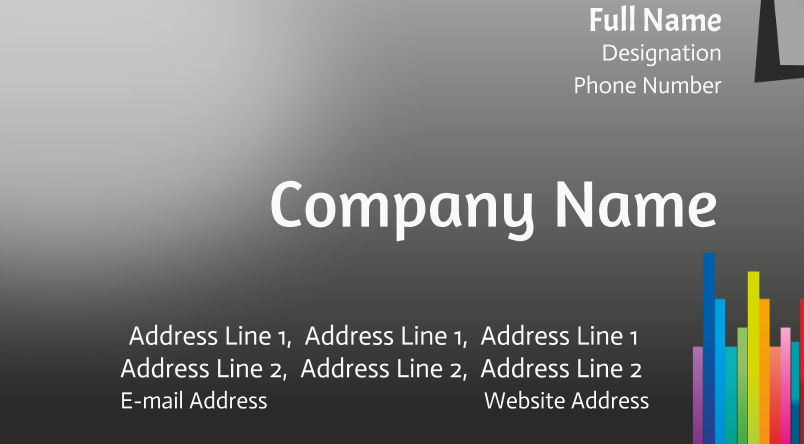 Full Name
Designation
Phone Number
Company Name
Address Line 1, Address Line 1, Address Line 1
Address Line 2, Address Line 2, Address Line 2
E-mail Address Website Address